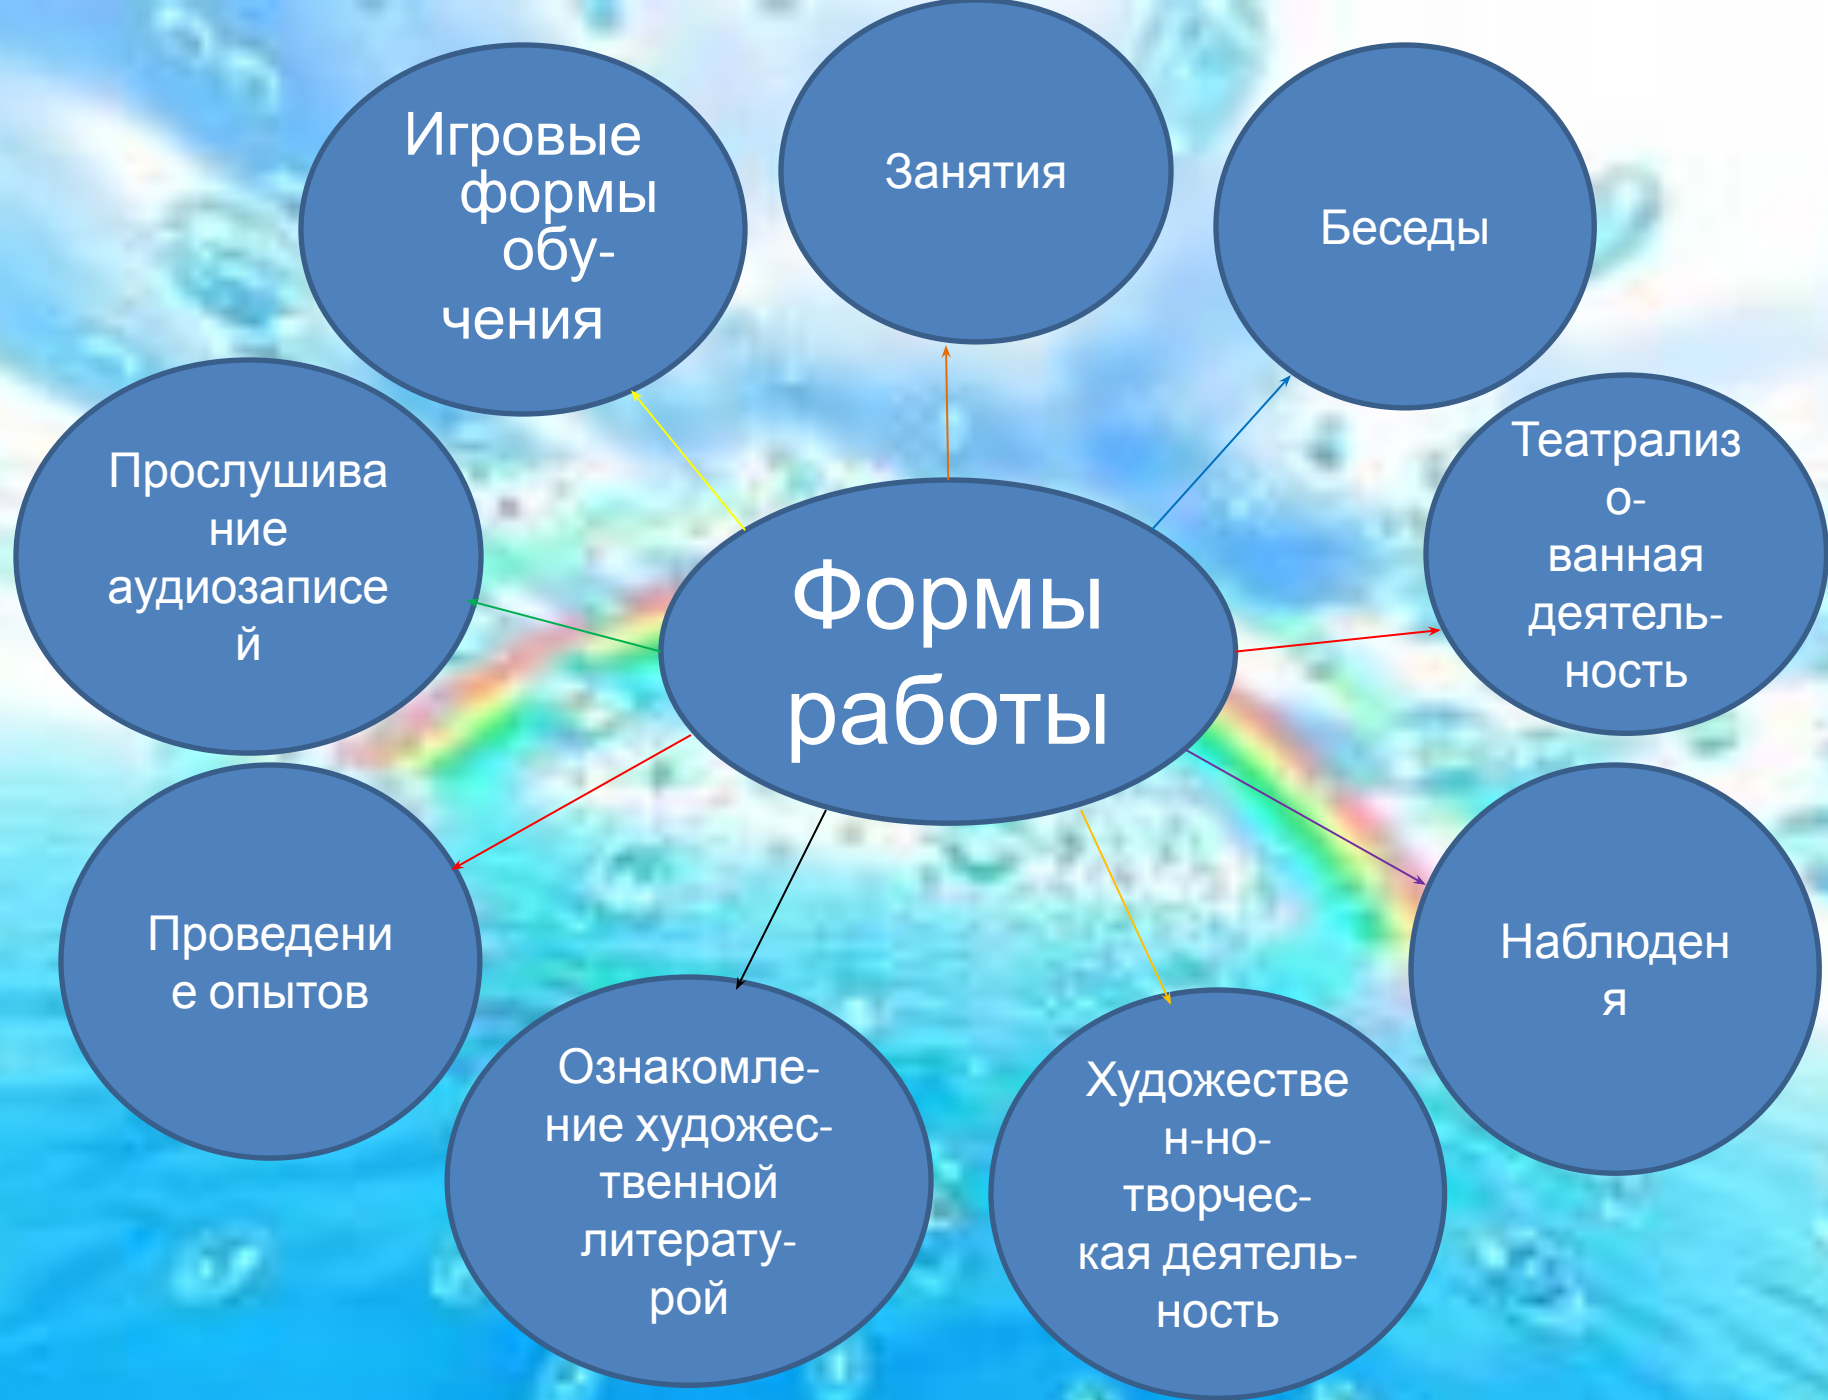 Игровые
формы
обу-
чения
Занятия
Беседы
Театрализ
о-
ванная
деятель-
ность
Прослушива
ние
аудиозаписе
й
Формы
работы
Проведени
е опытов
Ознакомле-
ние художес-
твенной
литерату-
рой
Художестве
н-но-
творчес-
кая деятель-
ность
Наблюден
я